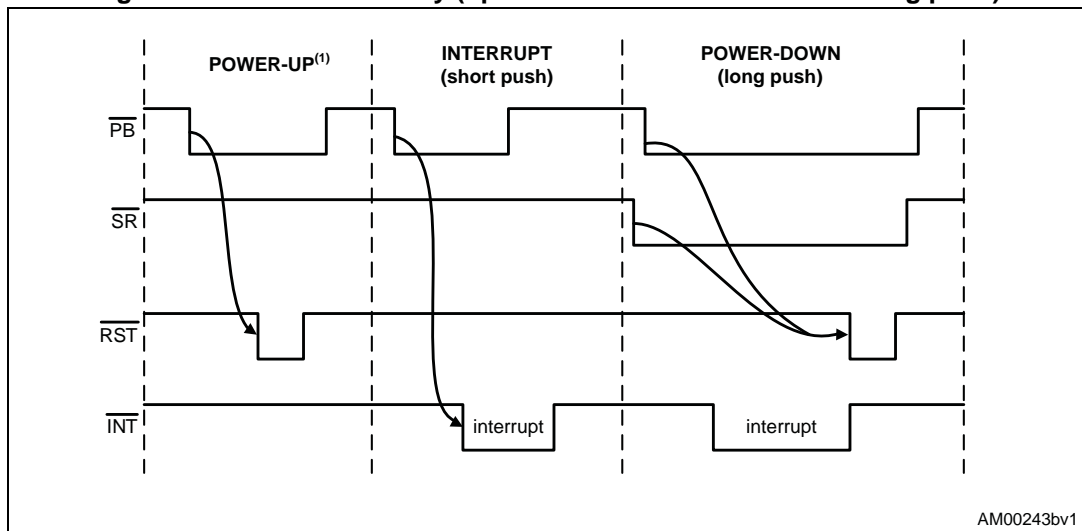 POWER-UP(1)
INTERRUPT
(short push)
POWER-DOWN
(long push)
PB
SR
RST
INT
interrupt
interrupt
AM00243bv1